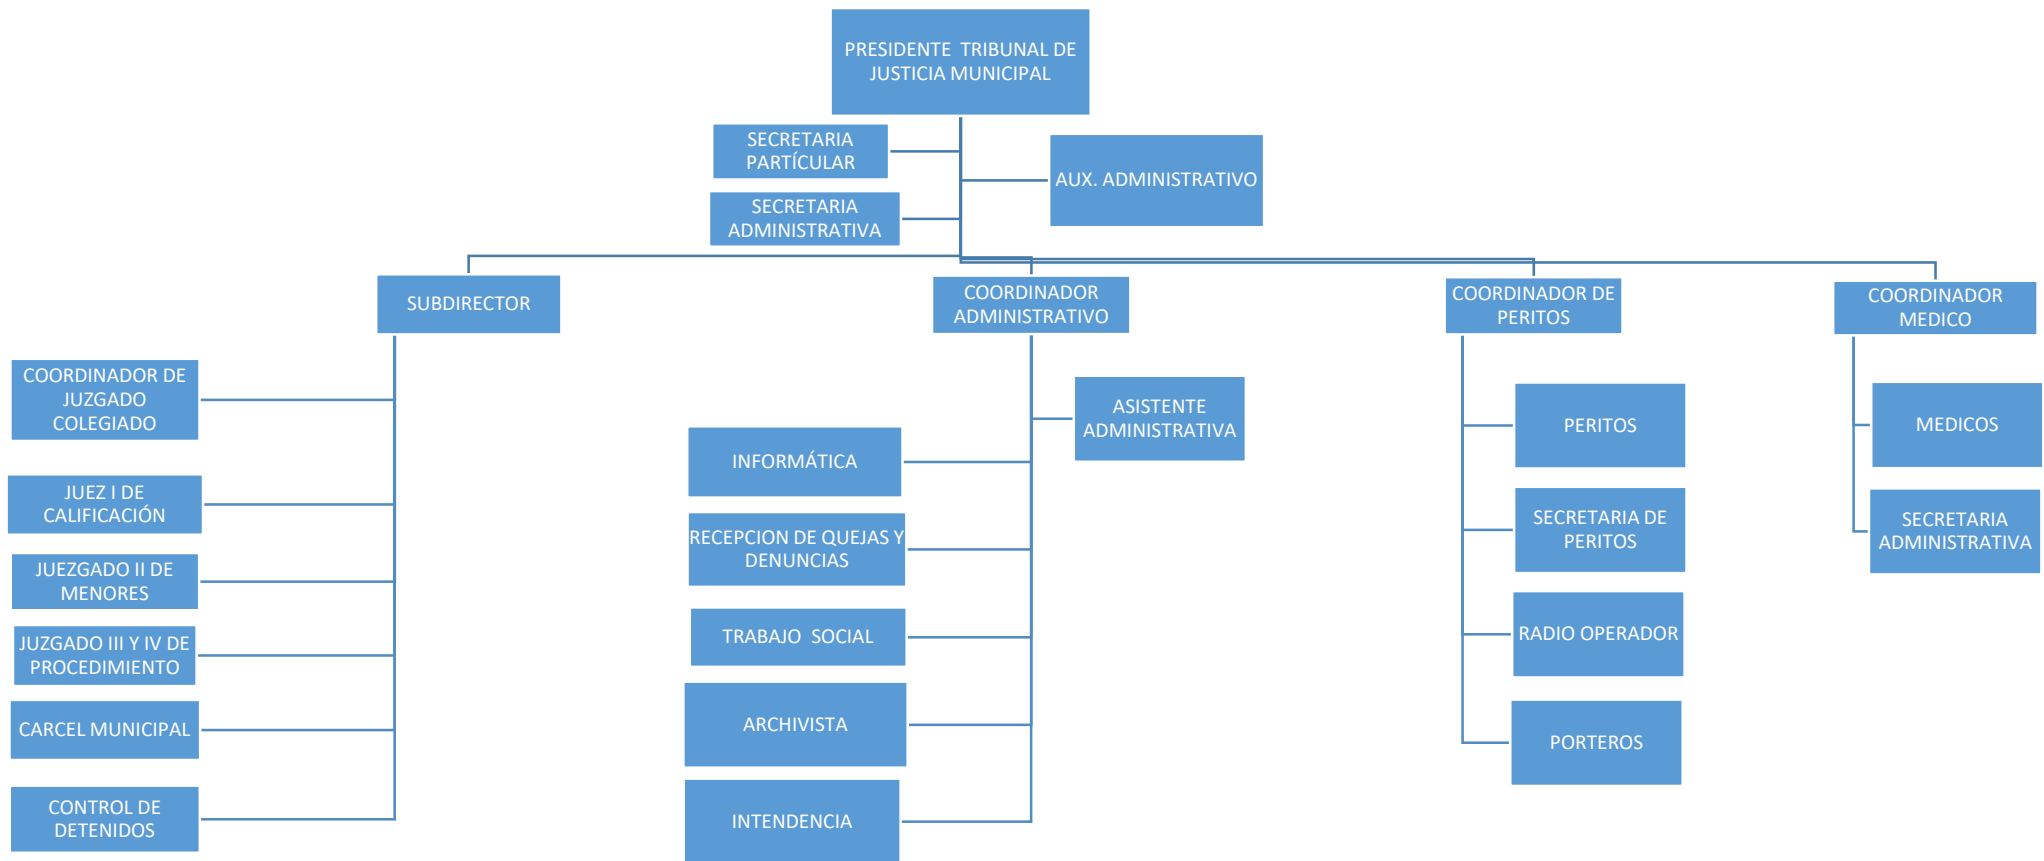 PRESIDENTE TRIBUNAL DE
JUSTICIA MUNICIPAL
SECRETARIA
PARTÍCULAR
AUX. ADMINISTRATIVO
SECRETARIA
ADMINISTRATIVA
SUBDIRECTOR
COORDINADOR
ADMINISTRATIVO
COORDINADOR DE
PERITOS
COORDINADOR
MEDICO
COORDINADOR DE
JUZGADO
COLEGIADO
JUEZ I DE
CALIFICACIÓN
JUEZGADO II DE
MENORES
JUZGADO III Y IV DE
PROCEDIMIENTO
CARCEL MUNICIPAL
CONTROL DE
DETENIDOS
ASISTENTE
ADMINISTRATIVA
INFORMÁTICA
RECEPCION DE QUEJAS Y
DENUNCIAS
TRABAJO SOCIAL
ARCHIVISTA
INTENDENCIA
PERITOS
SECRETARIA DE
PERITOS
RADIO OPERADOR
PORTEROS
MEDICOS
SECRETARIA
ADMINISTRATIVA